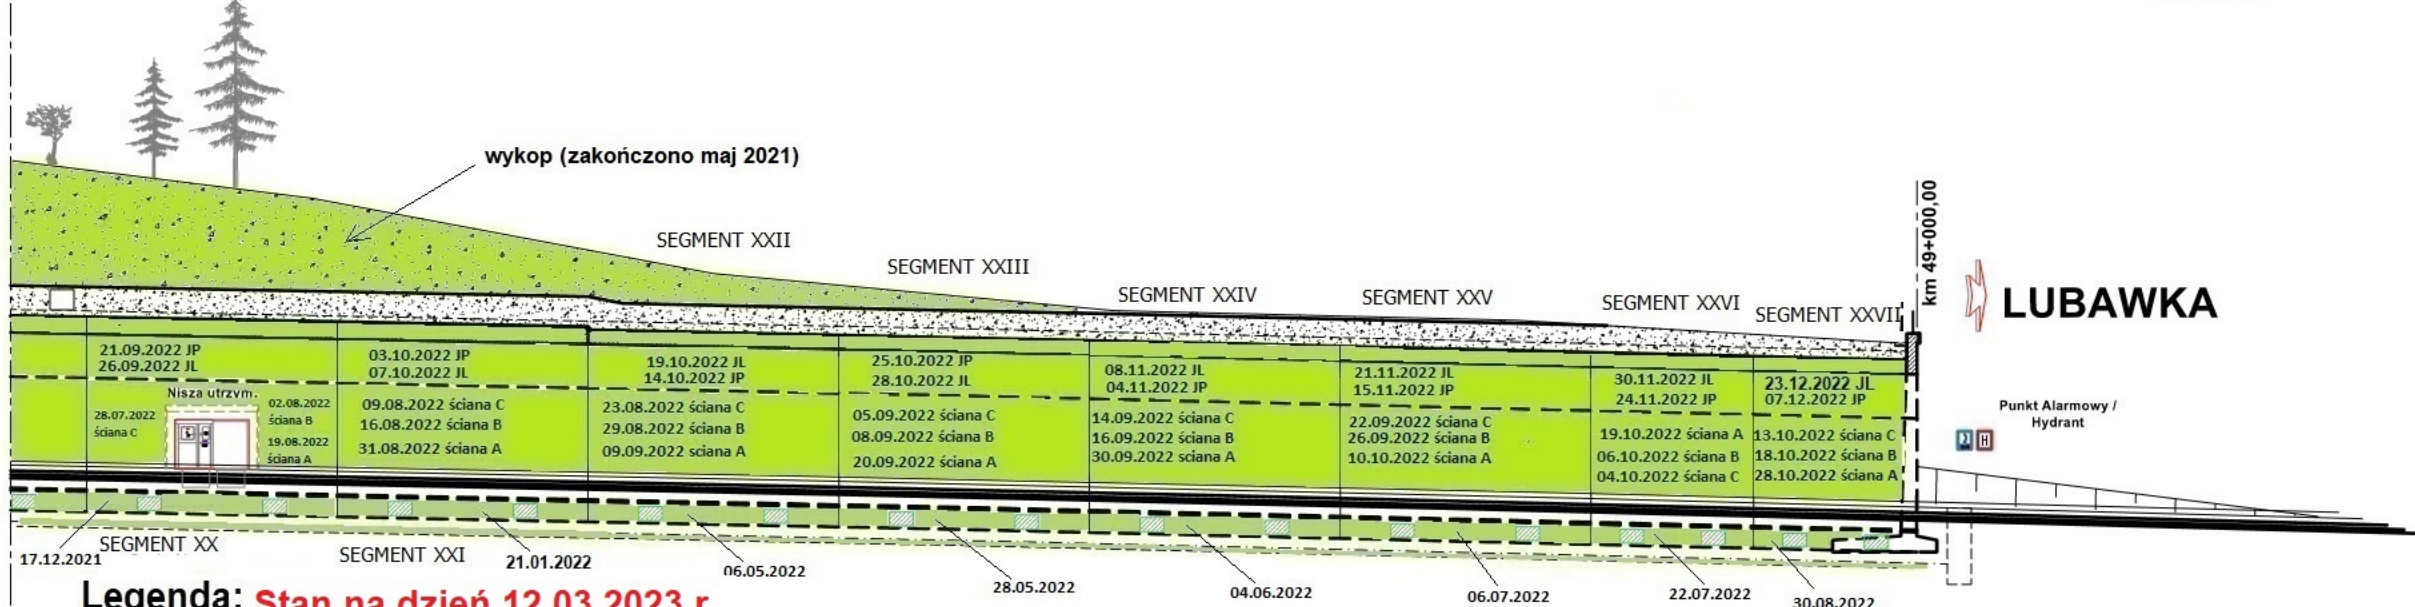 wykop (zakończono maj 2021)
SEGMENT XXII
SEGMENT XXIII
SEGMENT XXIV
SEGMENT XXV
SEGMENT XXVI
SEGMENT XXVII
km 49+000,00
LUBAWKA
21.09.2022 JP
26.09.2022 JL
Nisza utrzym.
28.07.2022
ściana C
02.08.2022
ściana B
19.08.2022
ściana A
03.10.2022 JP
07.10.2022 JL
09.08.2022 ściana C
16.08.2022 ściana B
31.08.2022 ściana A
19.10.2022 JL
14.10.2022 JP
23.08.2022 ściana C
29.08.2022 ściana B
09.09.2022 sciana A
25.10.2022 JP
28.10.2022 JL
05.09.2022 ściana C
08.09.2022 ściana B
20.09.2022 ściana A
08.11.2022 JL
04.11.2022 JP
14.09.2022 ściana C
16.09.2022 ściana B
30.09.2022 ściana A
21.11.2022 JL
15.11.2022 JP
22.09.2022 ściana C
26.09.2022 ściana B
10.10.2022 ściana A
30.11.2022 JL
24.11.2022 JP
19.10.2022 ściana A
06.10.2022 ściana B
04.10.2022 ściana C
23.12.2022 JL
07.12.2022 JP
13.10.2022 ściana C
18.10.2022 ściana B
28.10.2022 ściana A
Punkt Alarmowy /
Hydrant
H
17.12.2021
SEGMENT XX
SEGMENT XXI
21.01.2022
06.05.2022
28.05.2022
04.06.2022
06.07.2022
22.07.2022
30.08.2022
Legenda: Stan na dzień 12.03.2023 r